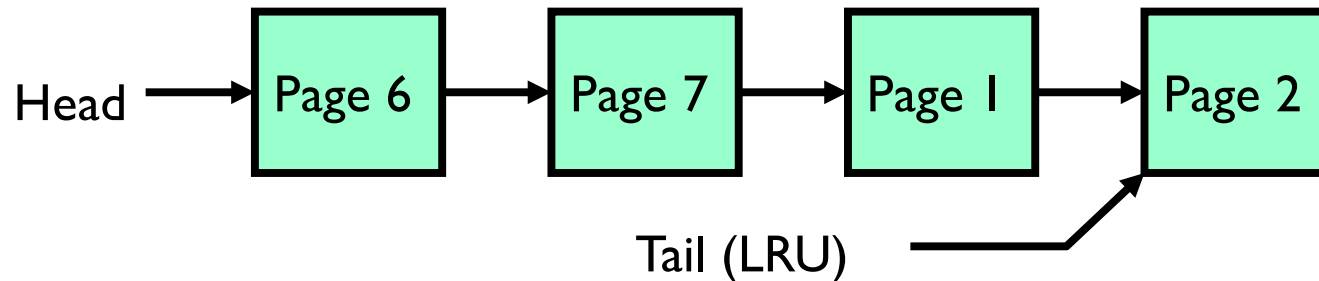 Head
Page 6
Page 7
Page 1
Page 2
Tail (LRU)